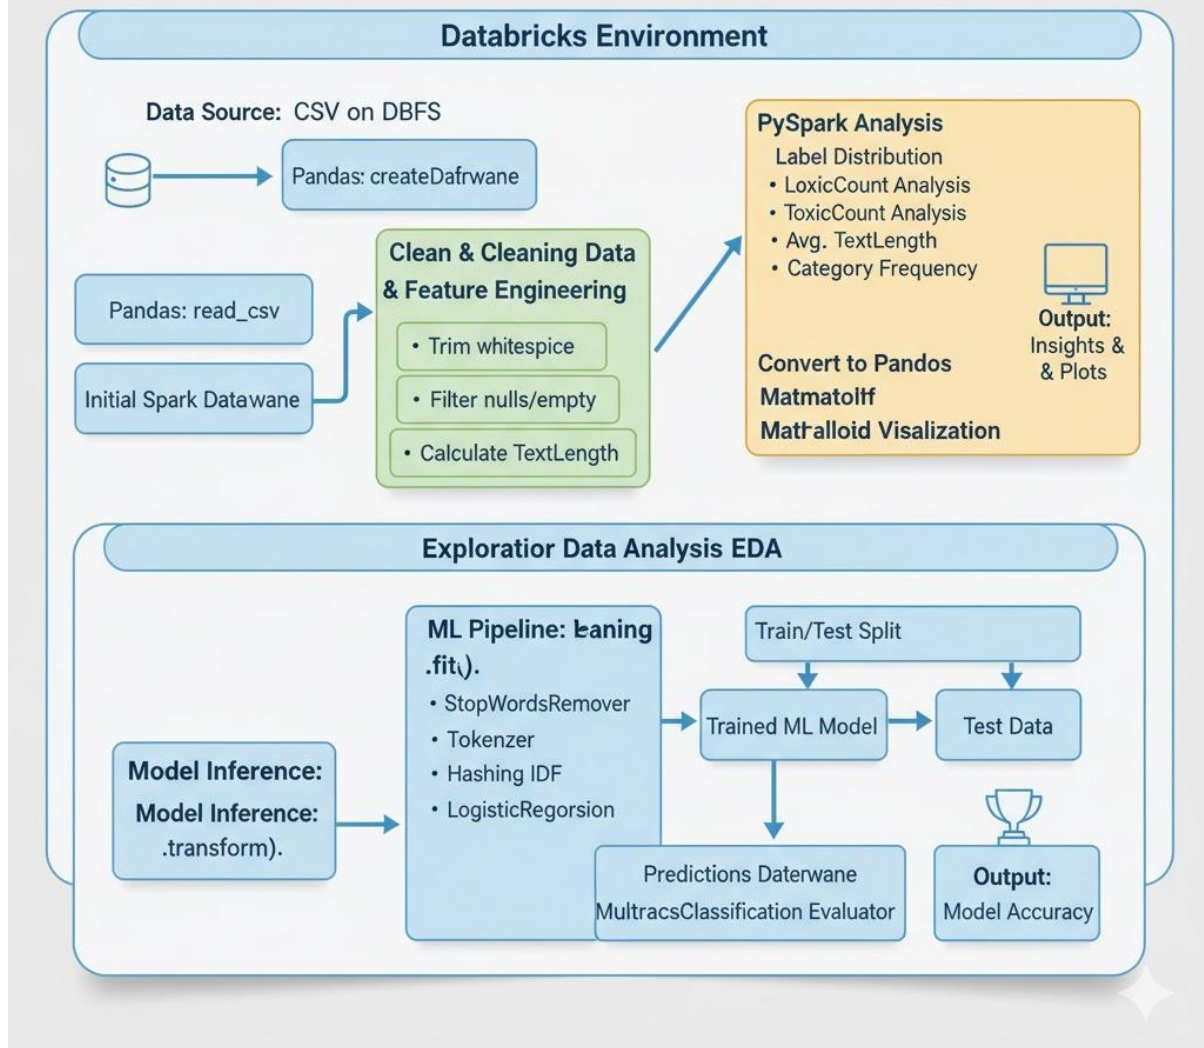 Databricks Environment
Data Source: CSV on DBFS
Pandas: createDafrwane
Pandas: read_csv
Initial Spark Datawane
Clean & Cleaning Data
& Feature Engineering
• Trim whitespice
• Filter nulls/empty
• Calculate TextLength
PySpark Analysis
Label Distribution
• LoxicCount Analysis
• ToxicCount Analysis
• Avg. TextLength
• Category Frequency
Output:
Insights &
& Plots
Convert to Pandos
Matmatolff
Matralloid Visalization
Exploratior Data Analysis EDA
Model Inference:
Model Inference:
.transform).
ML Pipeline:
.fit().
• StopWordsRemover
• Tokenzer
• Hashing IDF
• LogisticRegorsion
Train/Test Split
Trained ML Model
Test Data
Predictions Daterwane
MultracsClassification Evaluator
Output:
Model Accuracy